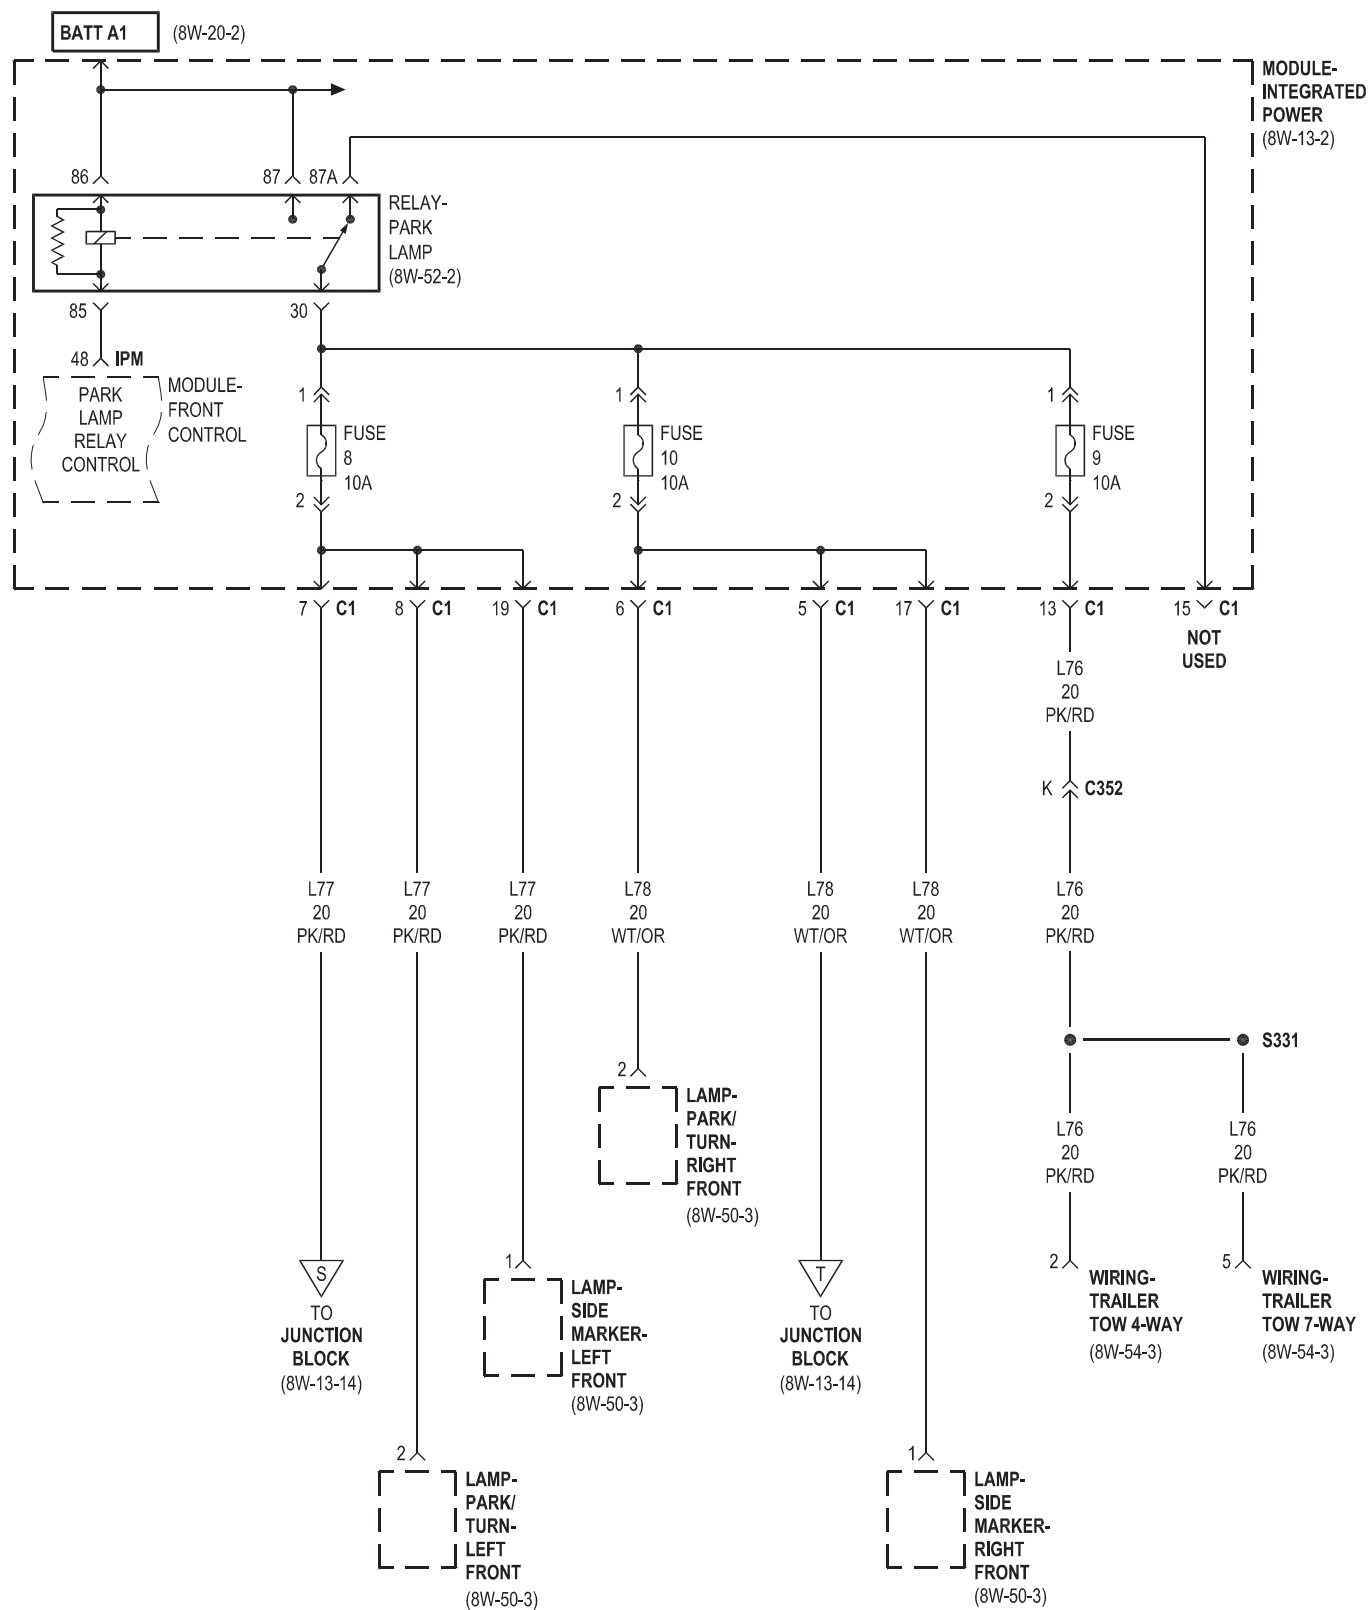 BATT A1 (8W-20-2)
MODULE-
INTEGRATED
POWER
(8W-13-2)
86
87
87A
RELAY-
PARK
LAMP
(8W-52-2)
85
30
48 IPM
PARK
LAMP
RELAY
CONTROL
MODULE-
FRONT
CONTROL
1
FUSE
8
10A
2
1
FUSE
10
10A
2
1
FUSE
9
10A
2
7 C1
8 C1
19 C1
6 C1
5 C1
17 C1
13 C1
15 C1
NOT
USED
L76
20
PK/RD
K C352
L77
20
PK/RD
L77
20
PK/RD
L77
20
PK/RD
L78
20
WT/OR
L78
20
WT/OR
L78
20
WT/OR
L76
20
PK/RD
S331
2
LAMP-
PARK/
TURN-
RIGHT
FRONT
(8W-50-3)
L76
20
PK/RD
L76
20
PK/RD
S
TO
JUNCTION
BLOCK
(8W-13-14)
1
LAMP-
SIDE
MARKER-
LEFT
FRONT
(8W-50-3)
T
TO
JUNCTION
BLOCK
(8W-13-14)
2
WIRING-
TRAILER
TOW 4-WAY
(8W-54-3)
5
WIRING-
TRAILER
TOW 7-WAY
(8W-54-3)
2
LAMP-
PARK/
TURN-
LEFT
FRONT
(8W-50-3)
1
LAMP-
SIDE
MARKER-
RIGHT
FRONT
(8W-50-3)